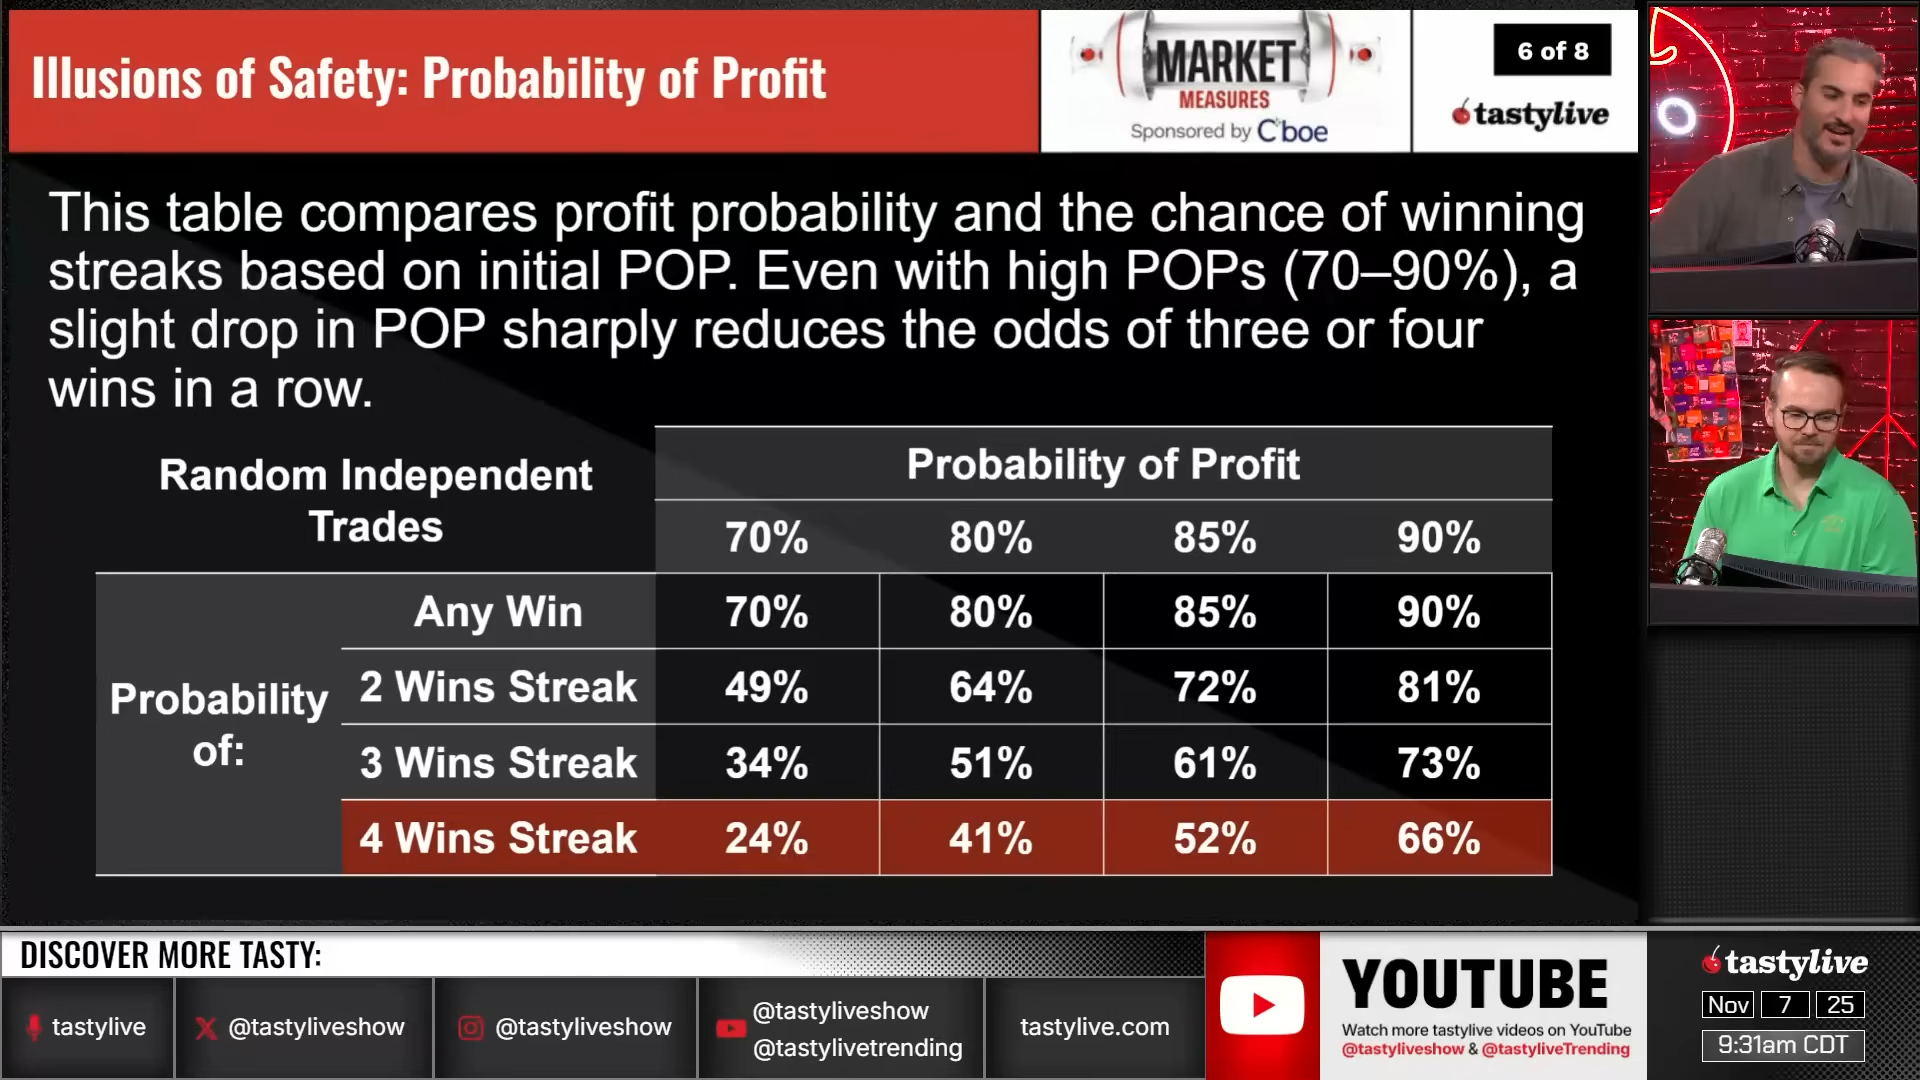 Illusions of Safety: Probability of Profit
MARKET
MEASURES
Sponsored by Cboe
6 of 8
tastylive
This table compares profit probability and the chance of winning
streaks based on initial POP. Even with high POPs (70–90%), a
slight drop in POP sharply reduces the odds of three or four
wins in a row.
Random Independent
Trades
Probability of Profit
70% 80% 85% 90%
Probability
of:
Any Win 70% 80% 85% 90%
2 Wins Streak 49% 64% 72% 81%
3 Wins Streak 34% 51% 61% 73%
4 Wins Streak 24% 41% 52% 66%
DISCOVER MORE TASTY:
tastylive
@tastyliveshow
@tastyliveshow
@tastyliveshow
@tastylivetrending
tastylive.com
YOUTUBE
Watch more tastylive videos on YouTube
@tastyliveshow & @tastyliveTrending
tastylive
Nov 7 25
9:31am CDT